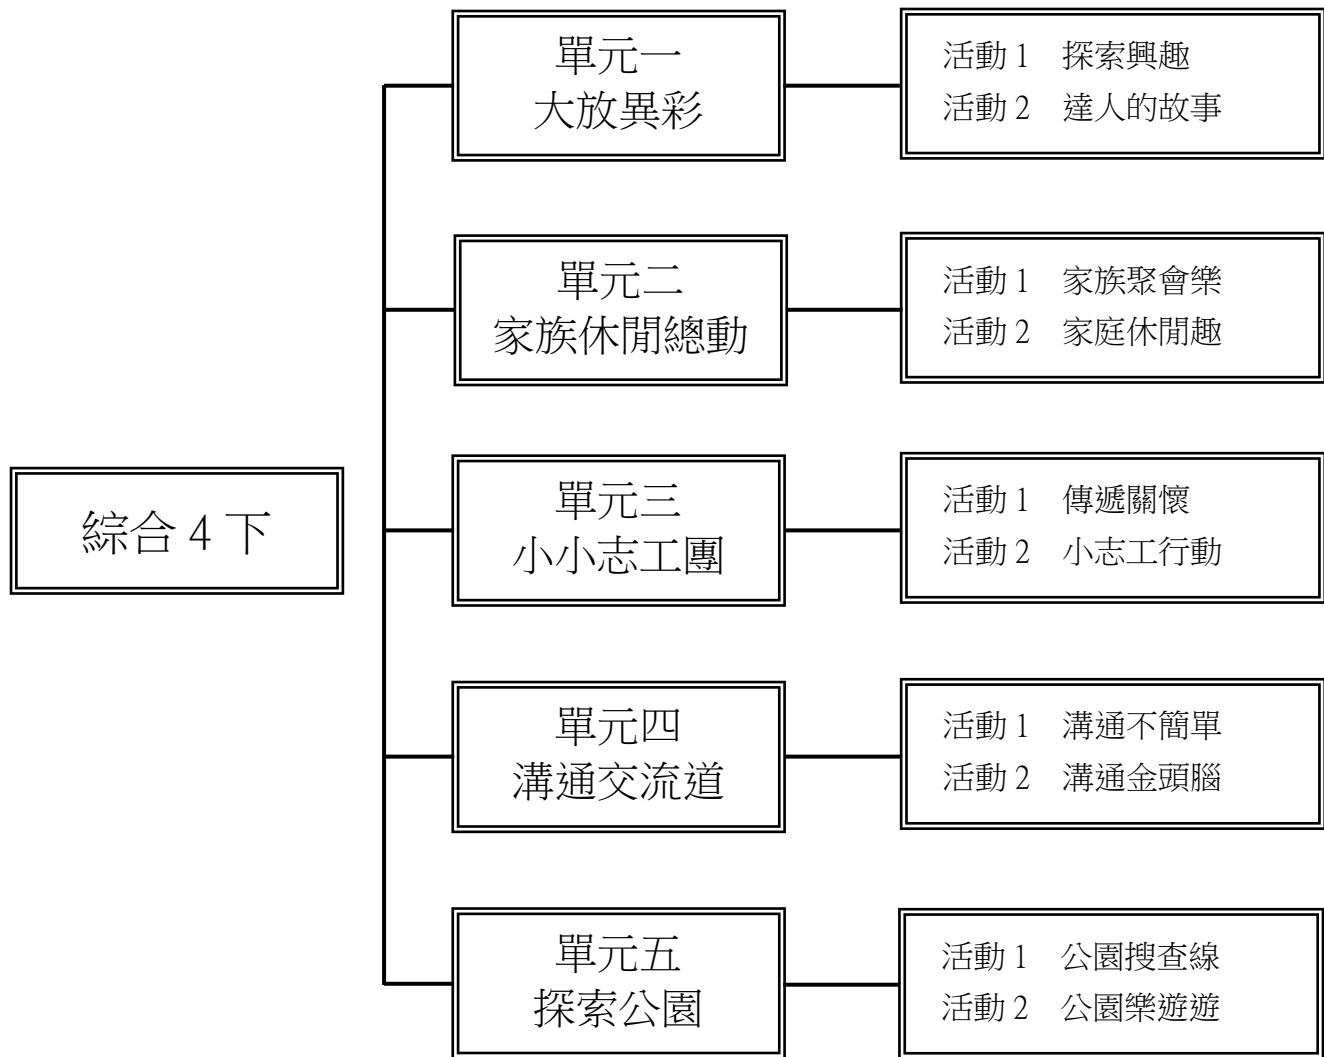 綜合 4 下
單元一
大放異彩
活動 1　探索興趣
活動 2　達人的故事
單元二
家族休閒總動
活動 1　家族聚會樂
活動 2　家庭休閒趣
單元三
小小志工團
活動 1　傳遞關懷
活動 2　小志工行動
單元四
溝通交流道
活動 1　溝通不簡單
活動 2　溝通金頭腦
單元五
探索公園
活動 1　公園搜查線
活動 2　公園樂遊遊